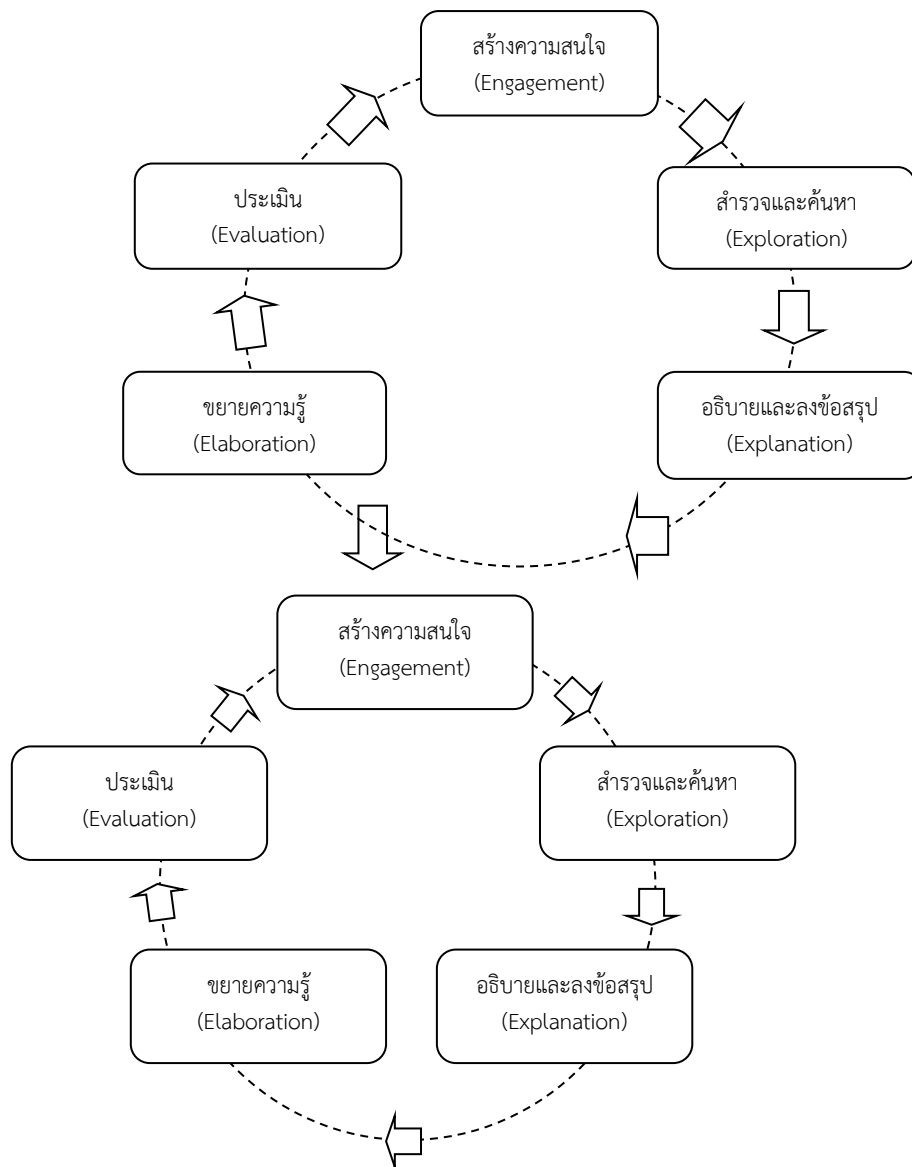 สร้างความสนใจ
(Engagement)
ประเมิน
(Evaluation)
สำรวจและค้นหา
(Exploration)
ขยายความรู้
(Elaboration)
อธิบายและลงข้อสรุป
(Explanation)
สร้างความสนใจ
(Engagement)
ประเมิน
(Evaluation)
สำรวจและค้นหา
(Exploration)
ขยายความรู้
(Elaboration)
อธิบายและลงข้อสรุป
(Explanation)